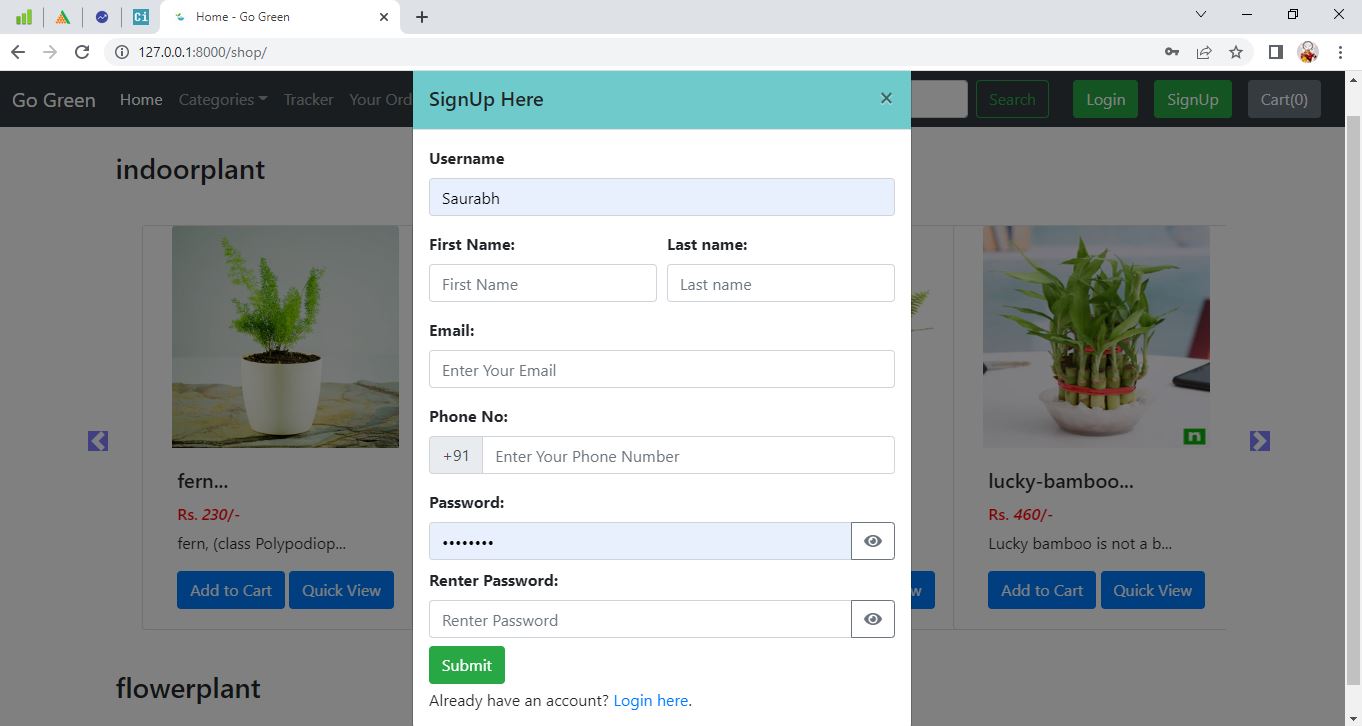 Ci
Home - Go Green
127.0.0.1:8000/shop/
Go Green Home Categories Tracker Your Ord
Search Login SignUp Cart(0)
SignUp Here ×
indoorplant
Username
Saurabh
First Name: Last name:
First Name Last name
Email:
Enter Your Email
Phone No:
+91 Enter Your Phone Number
Password:
••••••••
Renter Password:
Renter Password
Submit
Already have an account? Login here.
fern...
Rs. 230/-
fern, (class Polypodiop...
Add to Cart Quick View
w
n
lucky-bamboo...
Rs. 460/-
Lucky bamboo is not a b...
Add to Cart Quick View
flowerplant